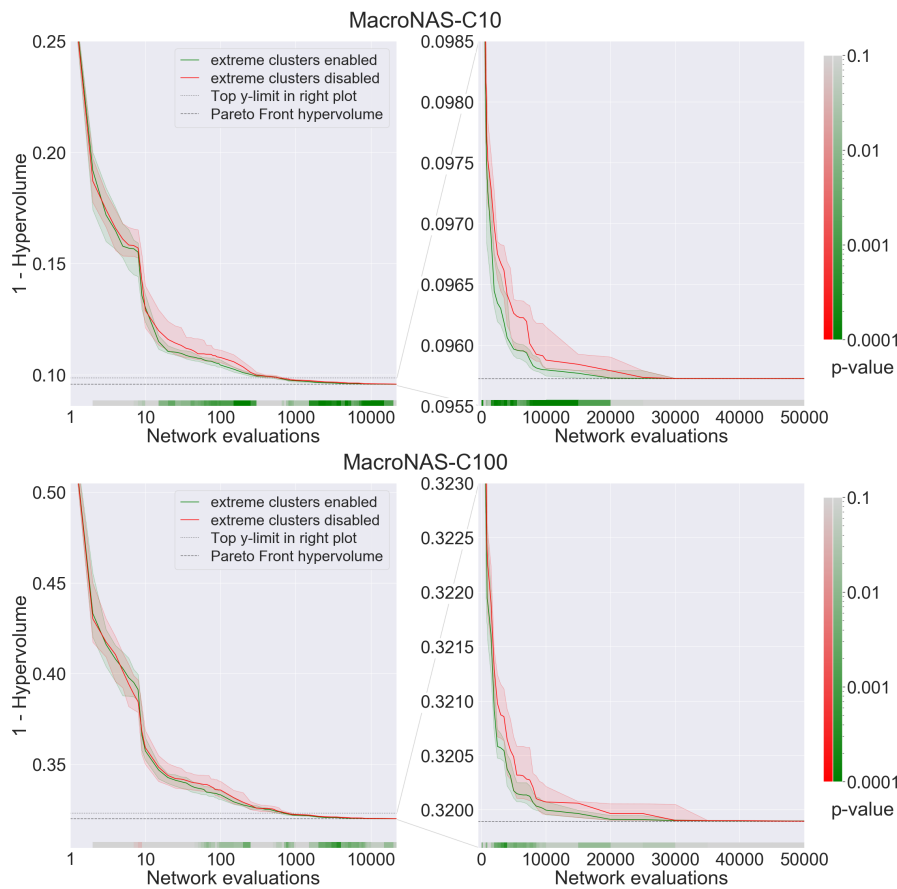 MacroNAS-C10
0.25
0.20
0.15
0.10
1 - Hypervolume
extreme clusters enabled
extreme clusters disabled
Top y-limit in right plot
Pareto Front hypervolume
1 10 100 1000 10000
Network evaluations
0.0985
0.0980
0.0975
0.0970
0.0965
0.0960
0.0955
0 10000 20000 30000 40000 50000
Network evaluations
0.1
0.01
0.001
0.0001
p-value
MacroNAS-C100
0.50
0.45
0.40
0.35
1 - Hypervolume
extreme clusters enabled
extreme clusters disabled
Top y-limit in right plot
Pareto Front hypervolume
1 10 100 1000 10000
Network evaluations
0.3230
0.3225
0.3220
0.3215
0.3210
0.3205
0.3200
0 10000 20000 30000 40000 50000
Network evaluations
0.1
0.01
0.001
0.0001
p-value